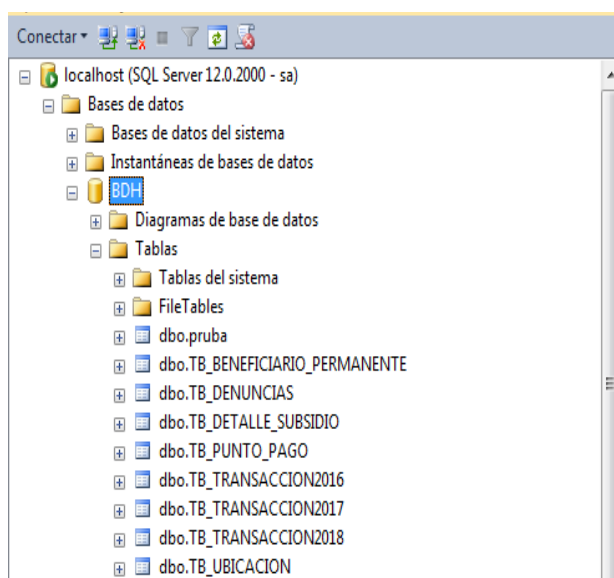 Conectar
localhost (SQL Server 12.0.2000 - sa)
Bases de datos
Bases de datos del sistema
Instantáneas de bases de datos
BDH
Diagramas de base de datos
Tablas
Tablas del sistema
FileTables
dbo.pruba
dbo.TB_BENEFICIARIO_PERMANENTE
dbo.TB_DENUNCIAS
dbo.TB_DETALLE_SUBSIDIO
dbo.TB_PUNTO_PAGO
dbo.TB_TRANSACCION2016
dbo.TB_TRANSACCION2017
dbo.TB_TRANSACCION2018
dbo.TB_UBICACION